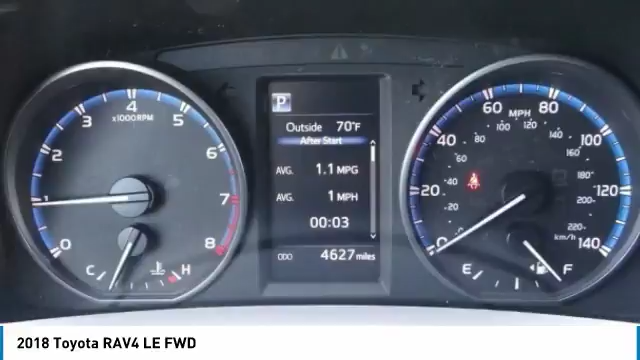 4
3
x1000RPM
5
2
6
1
7
0
8
C
H
P
Outside 70°F
After Start
AVG. 1.1 MPG
AVG. 1 MPH
00:03
ODO 4627 miles
60 MPH 80
100 120
40 80 140 100
60 160
40 180
20 120
200
0 220
km/h 140
E F
2018 Toyota RAV4 LE FWD